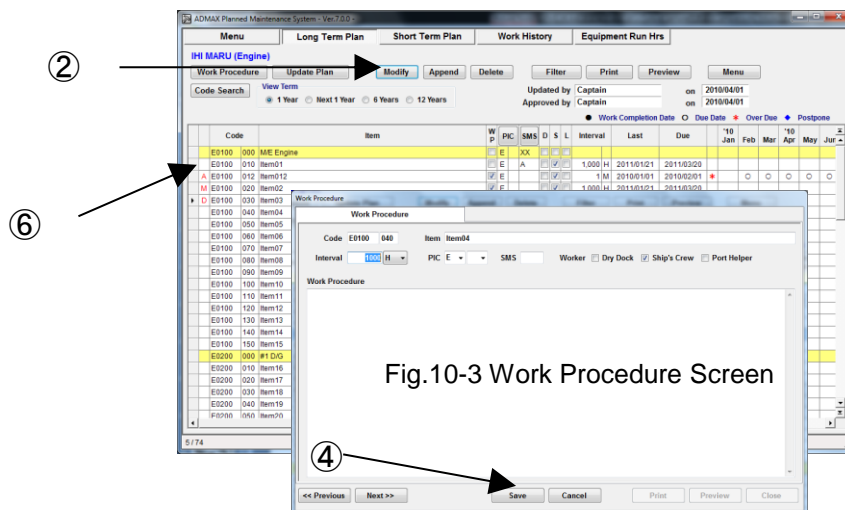 ADMAX Planned Maintenance System - Ver.7.0.0 -
Menu Long Term Plan Short Term Plan Work History Equipment Run Hrs
IHI MARU (Engine)
②
Work Procedure Update Plan Modify Append Delete Filter Print Preview Menu
Code Search View Term Updated by Captain on 2010/04/01
1 Year Next 1 Year 6 Years 12 Years Approved by Captain on 2010/04/01
● Work Completion Date ○ Due Date * Over Due ◆ Postpone
Code Item W P PIC SMS D S L Interval Last Due '10 Jan Feb Mar '10 Apr May Jun
E0100 000 M/E Engine E XX
E0100 010 Item01 E A 1,000 H 2011/01/21 2011/03/20
A E0100 012 Item012 E 1 M 2010/01/01 2010/02/01 * ○ ○ ○ ○
M E0100 020 Item02 E 1,000 H 2011/01/21 2011/03/20
⑥
D E0100 030 Item03
E0100 040 Item04
E0100 050 Item05
E0100 060 Item06
E0100 070 Item07
E0100 080 Item08
E0100 090 Item09
E0100 100 Item10
E0100 110 Item11
E0100 120 Item12
E0100 130 Item13
E0100 140 Item14
E0100 150 Item15
E0200 000 #1 D/G
E0200 010 Item16
E0200 020 Item17
E0200 030 Item18
E0200 040 Item19
E0200 050 Item20
5 / 74
Work Procedure
Work Procedure
Code E0100 040 Item Item04
Interval 1000 H PIC E SMS Worker Dry Dock Ship's Crew Port Helper
Work Procedure
Fig.10-3 Work Procedure Screen
④
<< Previous Next >> Save Cancel Print Preview Close